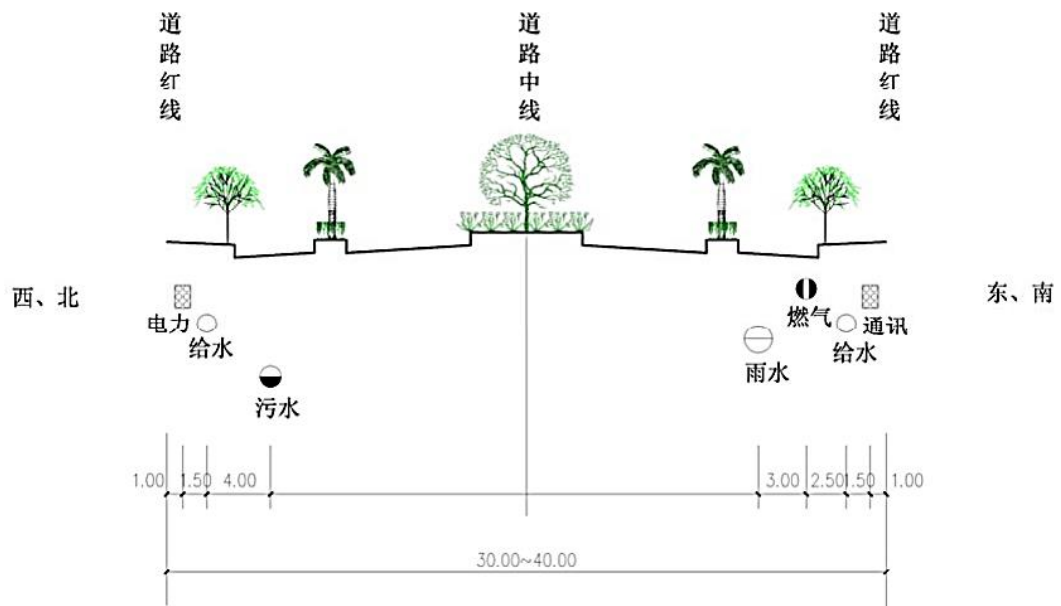 道路红线
道路中线
道路红线
西、北
东、南
电力
给水
污水
燃气
通讯
给水
雨水
1.00
1.50
4.00
3.00
2.50
1.50
1.00
30.00~40.00